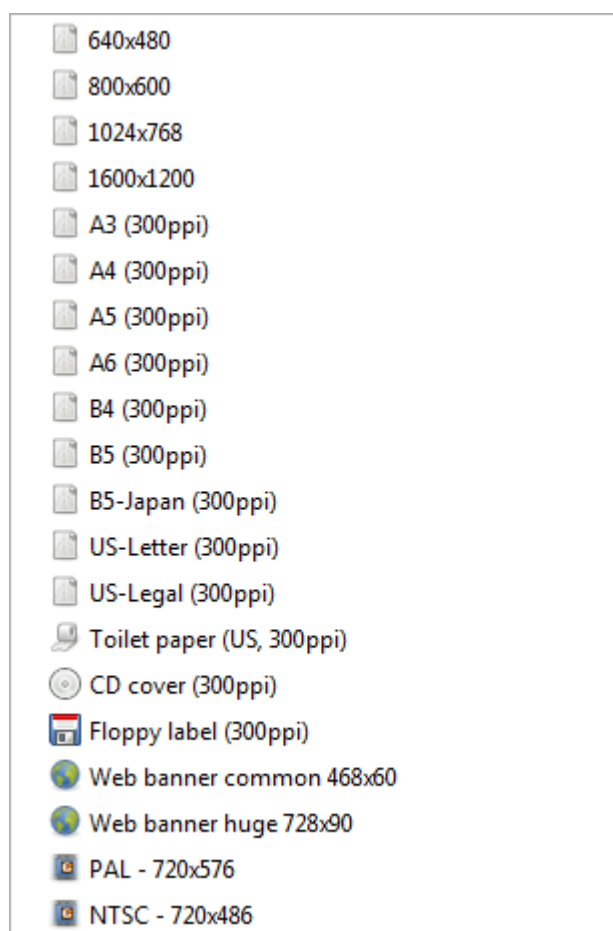 640x480
800x600
1024x768
1600x1200
A3 (300ppi)
A4 (300ppi)
A5 (300ppi)
A6 (300ppi)
B4 (300ppi)
B5 (300ppi)
B5-Japan (300ppi)
US-Letter (300ppi)
US-Legal (300ppi)
Toilet paper (US, 300ppi)
CD cover (300ppi)
Floppy label (300ppi)
Web banner common 468x60
Web banner huge 728x90
PAL - 720x576
NTSC - 720x486